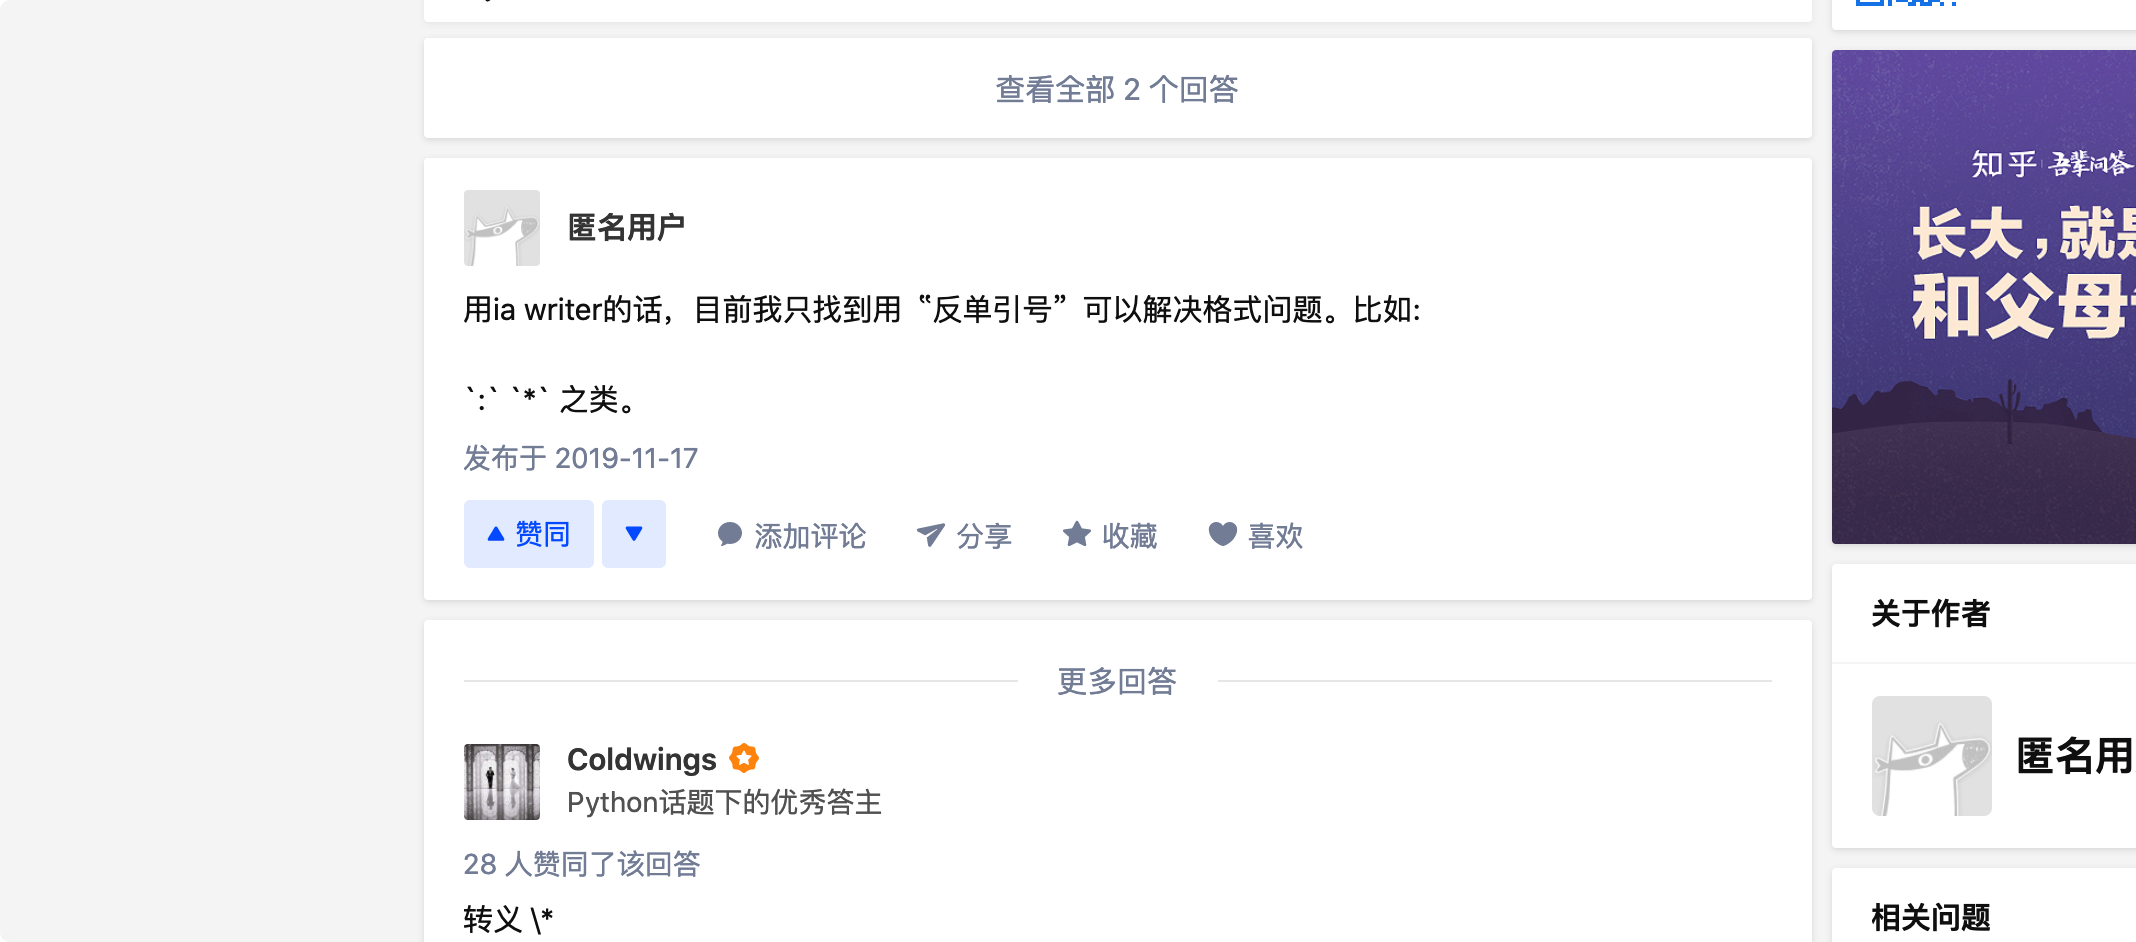 查看全部 2 个回答
匿名用户
用ia writer的话，目前我只找到用〝反单引号〞可以解决格式问题。比如:
`:` `*` 之类。
发布于 2019-11-17
赞同
添加评论
分享
收藏
喜欢
更多回答
Coldwings
Python话题下的优秀答主
28 人赞同了该回答
转义 \*
知乎
吾辈问答
长大，就是
和父母
关于作者
匿名用
相关问题